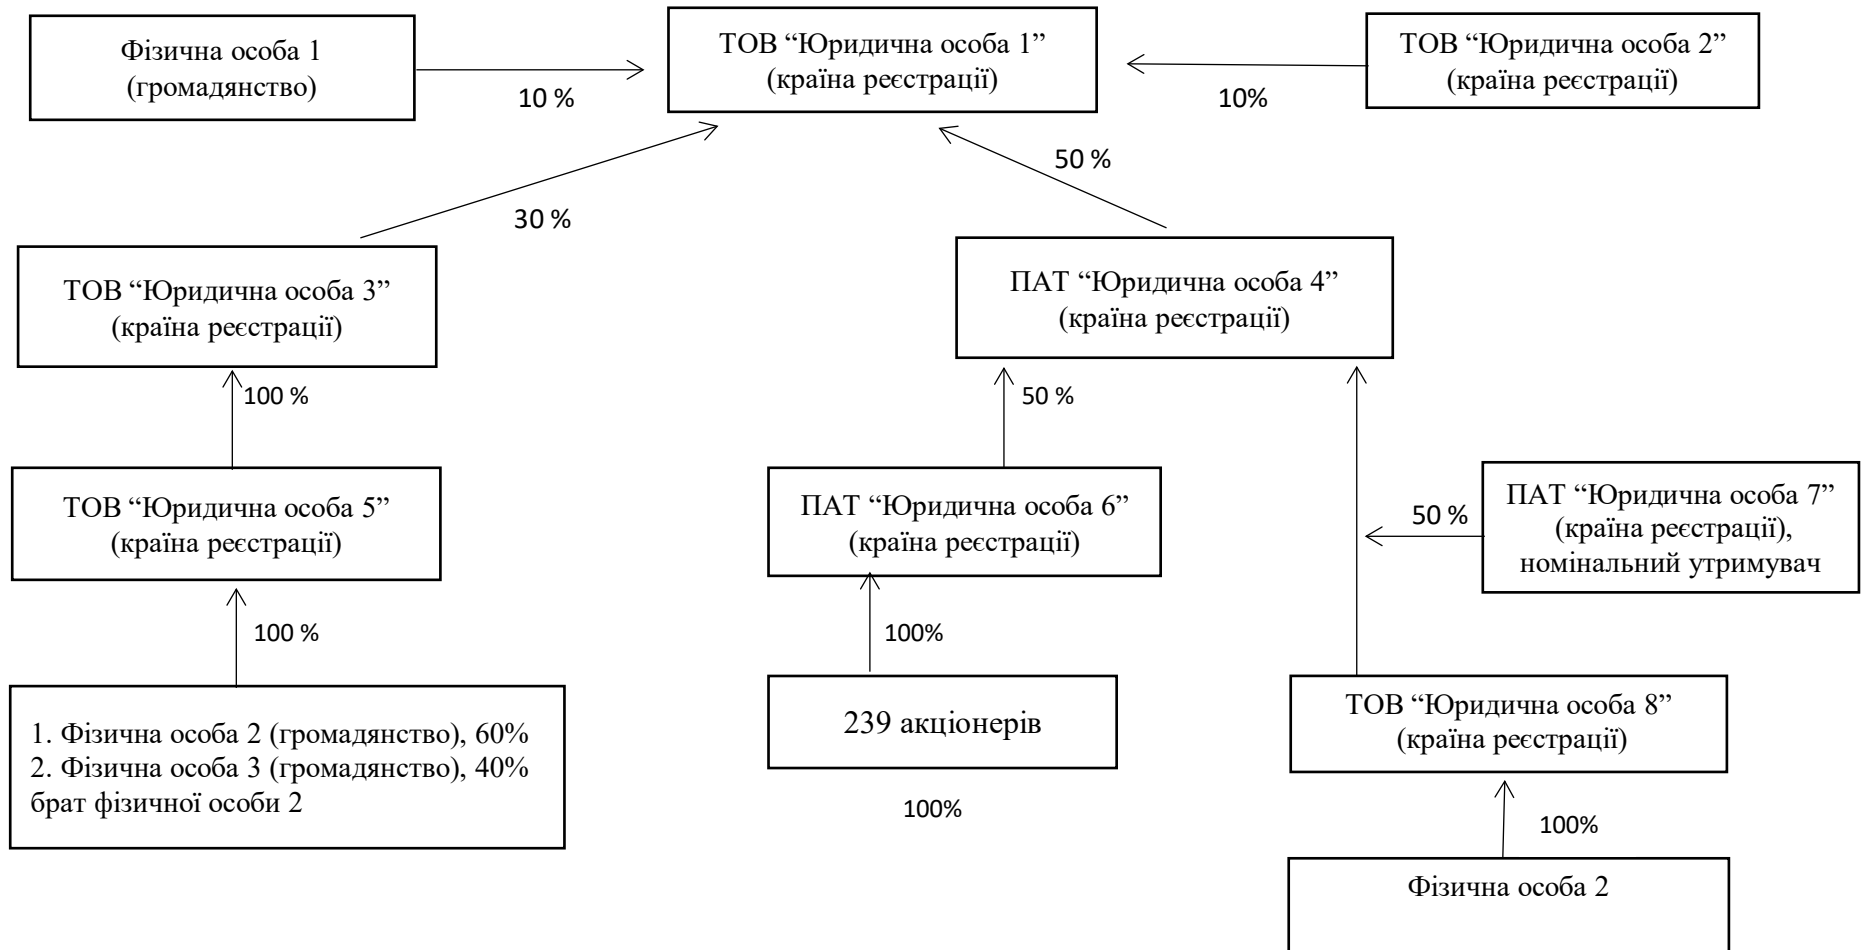 Фізична особа 1
(громадянство)
10 %
ТОВ “Юридична особа 1”
(країна реєстрації)
10%
ТОВ “Юридична особа 2”
(країна реєстрації)
30 %
50 %
ТОВ “Юридична особа 3”
(країна реєстрації)
ПАТ “Юридична особа 4”
(країна реєстрації)
100 %
50 %
ТОВ “Юридична особа 5”
(країна реєстрації)
ПАТ “Юридична особа 6”
(країна реєстрації)
50 %
ПАТ “Юридична особа 7”
(країна реєстрації),
номінальний утримувач
100 %
100%
1. Фізична особа 2 (громадянство), 60%
2. Фізична особа 3 (громадянство), 40%
брат фізичної особи 2
239 акціонерів
100%
ТОВ “Юридична особа 8”
(країна реєстрації)
100%
Фізична особа 2